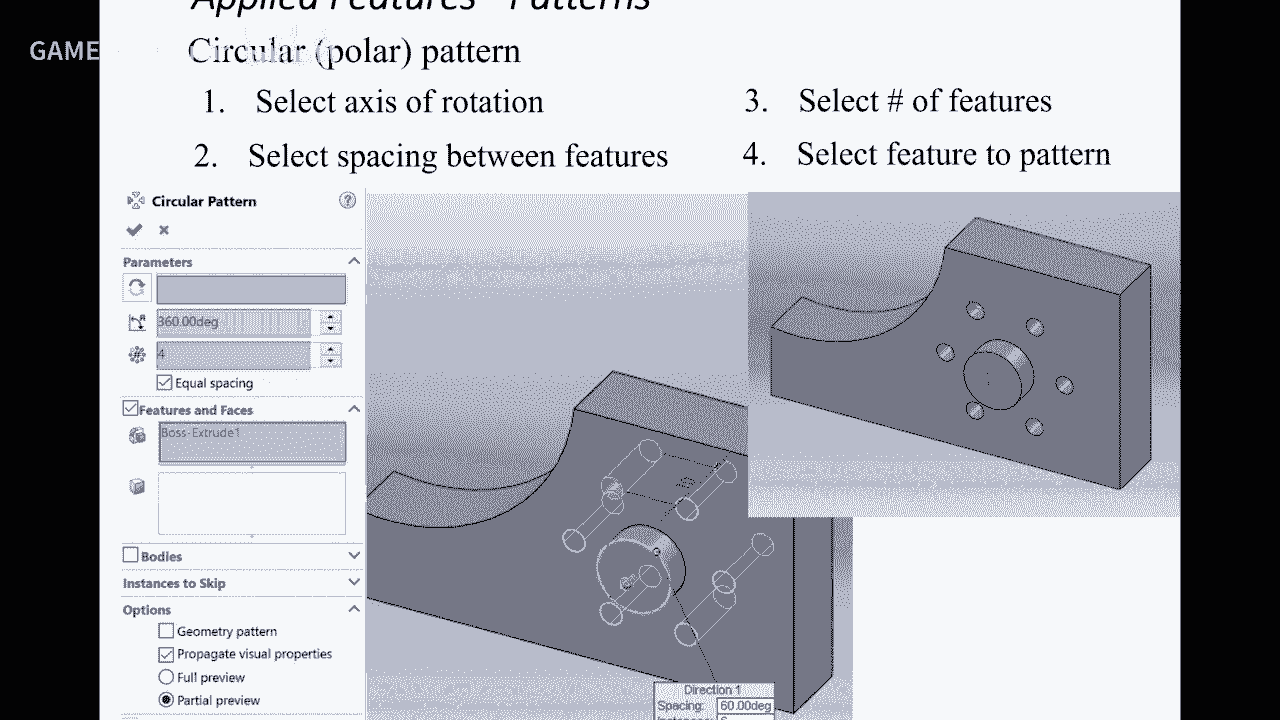 Applied Features - Patterns
GAME
Circular (polar) pattern
1. Select axis of rotation
2. Select spacing between features
3. Select # of features
4. Select feature to pattern
Circular Pattern
Parameters
360.00deg
4
Equal spacing
Features and Faces
Boss-Extrude1
Bodies
Instances to Skip
Options
Geometry pattern
Propagate visual properties
Full preview
Partial preview
Direction 1
Spacing: 60.00deg